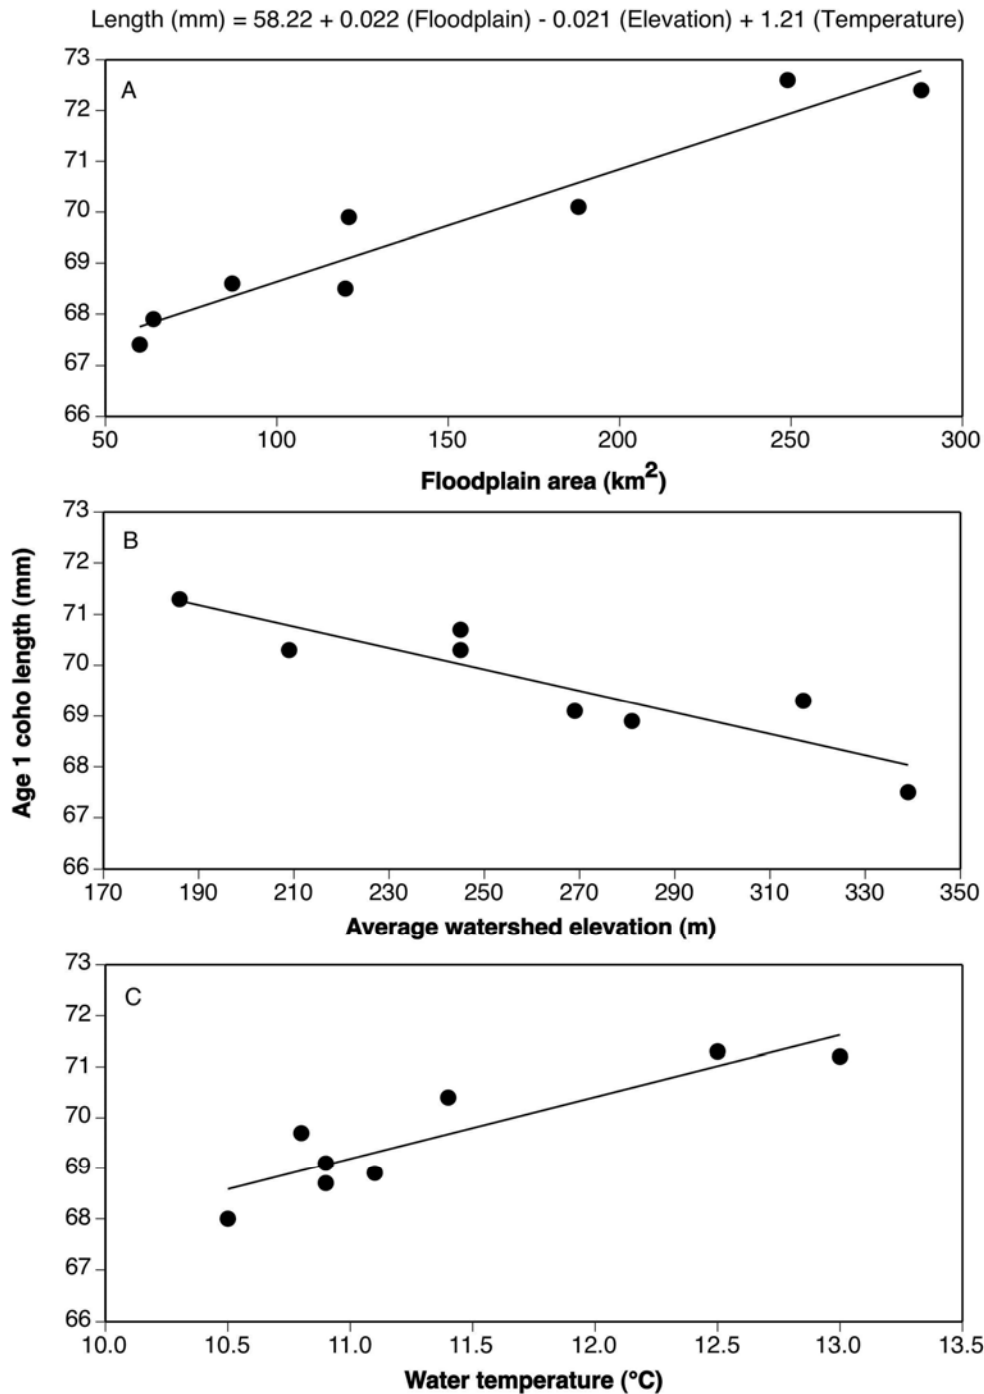 Length (mm) = 58.22 + 0.022 (Floodplain) - 0.021 (Elevation) + 1.21 (Temperature)
A
73
72
71
70
69
68
67
66
50 100 150 200 250 300
Floodplain area (km2)
Age 1 coho length (mm)
B
73
72
71
70
69
68
67
66
170 190 210 230 250 270 290 310 330 350
Average watershed elevation (m)
C
73
72
71
70
69
68
67
66
10.0 10.5 11.0 11.5 12.0 12.5 13.0 13.5
Water temperature (°C)